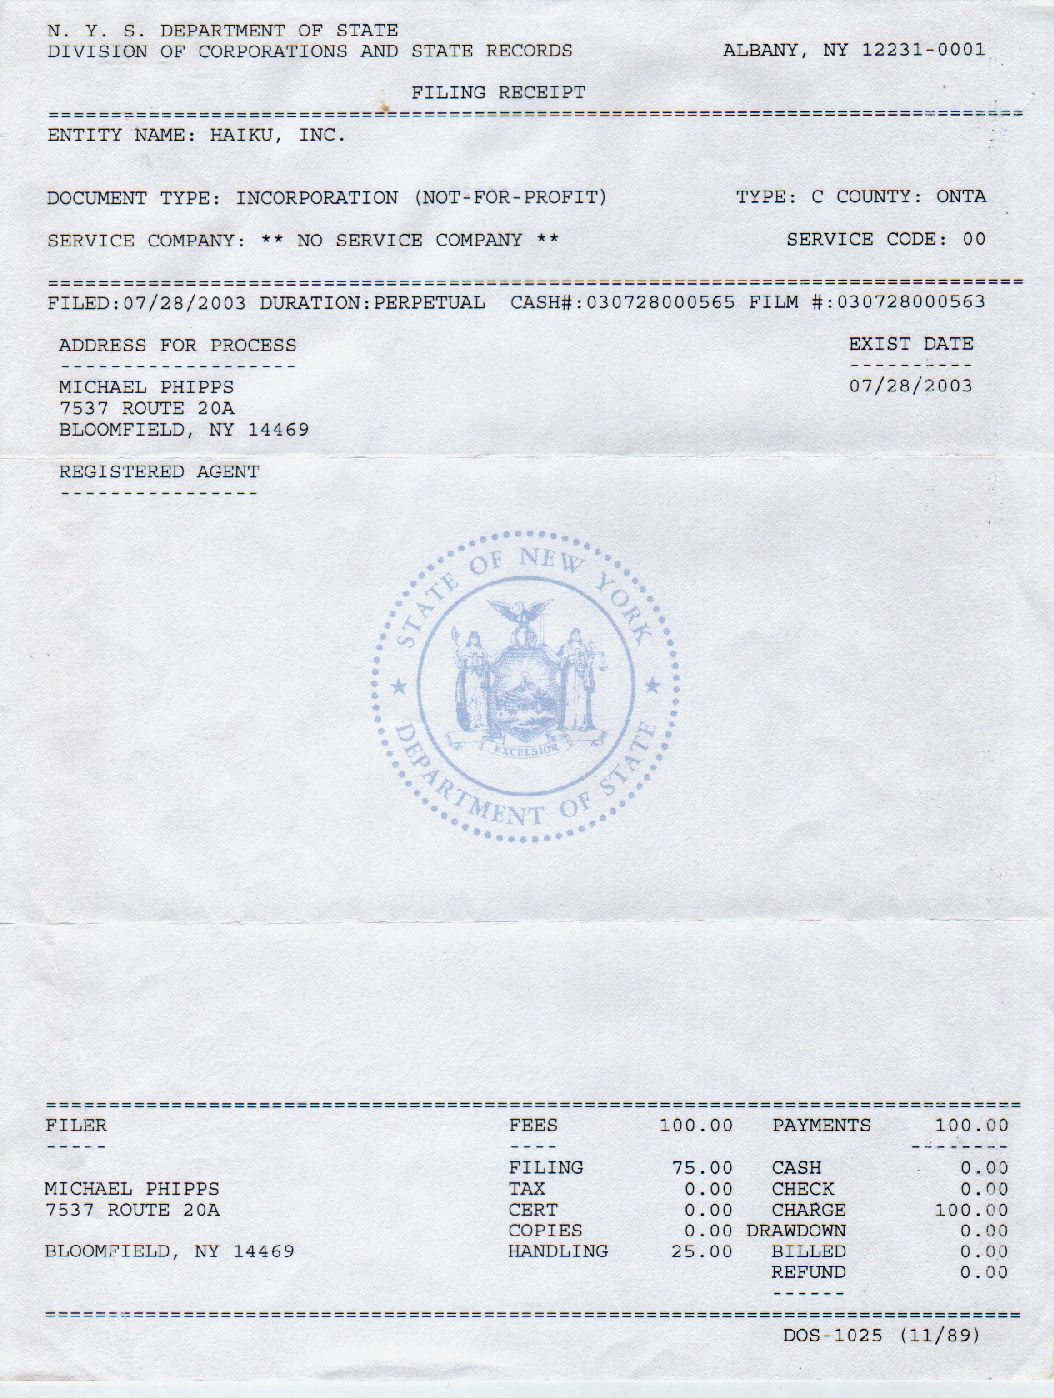 N. Y. S. DEPARTMENT OF STATE
DIVISION OF CORPORATIONS AND STATE RECORDS ALBANY, NY 12231-0001
FILING RECEIPT
================================================================================
ENTITY NAME: HAIKU, INC.
DOCUMENT TYPE: INCORPORATION (NOT-FOR-PROFIT) TYPE: C COUNTY: ONTA
SERVICE COMPANY: ** NO SERVICE COMPANY ** SERVICE CODE: 00
================================================================================
FILED:07/28/2003 DURATION:PERPETUAL CASH#:030728000565 FILM #:030728000563
ADDRESS FOR PROCESS EXIST DATE
------------------- ----------
MICHAEL PHIPPS 07/28/2003
7537 ROUTE 20A
BLOOMFIELD, NY 14469
REGISTERED AGENT
----------------
STATE OF NEW YORK
EXCELSIOR
DEPARTMENT OF STATE
================================================================================
FILER FEES 100.00 PAYMENTS 100.00
----- ---- --------
FILING 75.00 CASH 0.00
MICHAEL PHIPPS TAX 0.00 CHECK 0.00
7537 ROUTE 20A CERT 0.00 CHARGE 100.00
COPIES 0.00 DRAWDOWN 0.00
BLOOMFIELD, NY 14469 HANDLING 25.00 BILLED 0.00
REFUND 0.00
------
================================================================================
DOS-1025 (11/89)